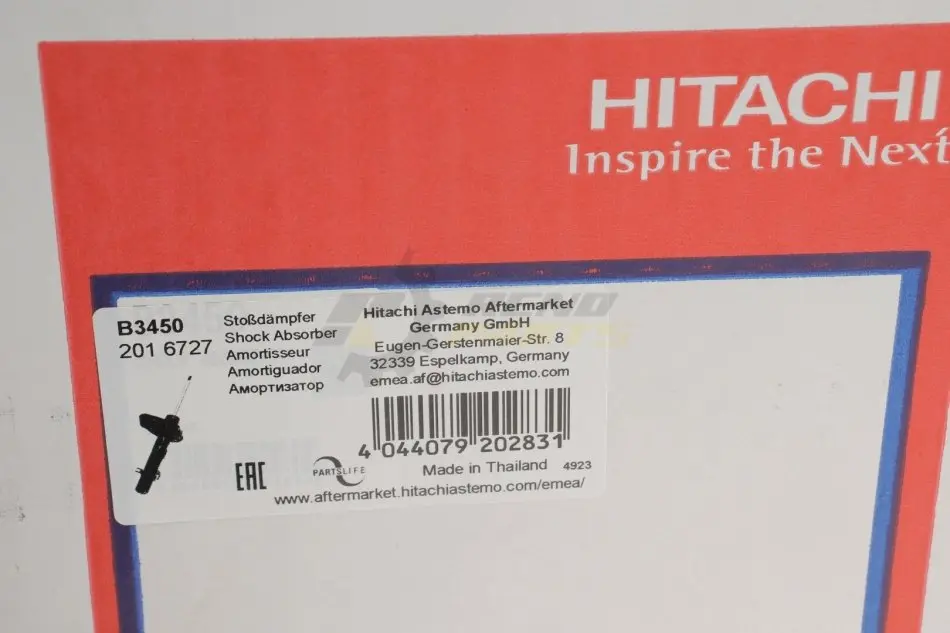 HITACHI
Inspire the Next
B3450
201 6727
Stoßdämpfer
Shock Absorber
Amortisseur
Amortiguador
Амортизатор
Hitachi Astemo Aftermarket
Germany GmbH
Eugen-Gerstenmaier-Str. 8
32339 Espelkamp, Germany
emea.af@hitachiastemo.com
4 044079 202831
EAC
PARTSLIFE
Made in Thailand 4923
www.aftermarket.hitachiastemo.com/emea/